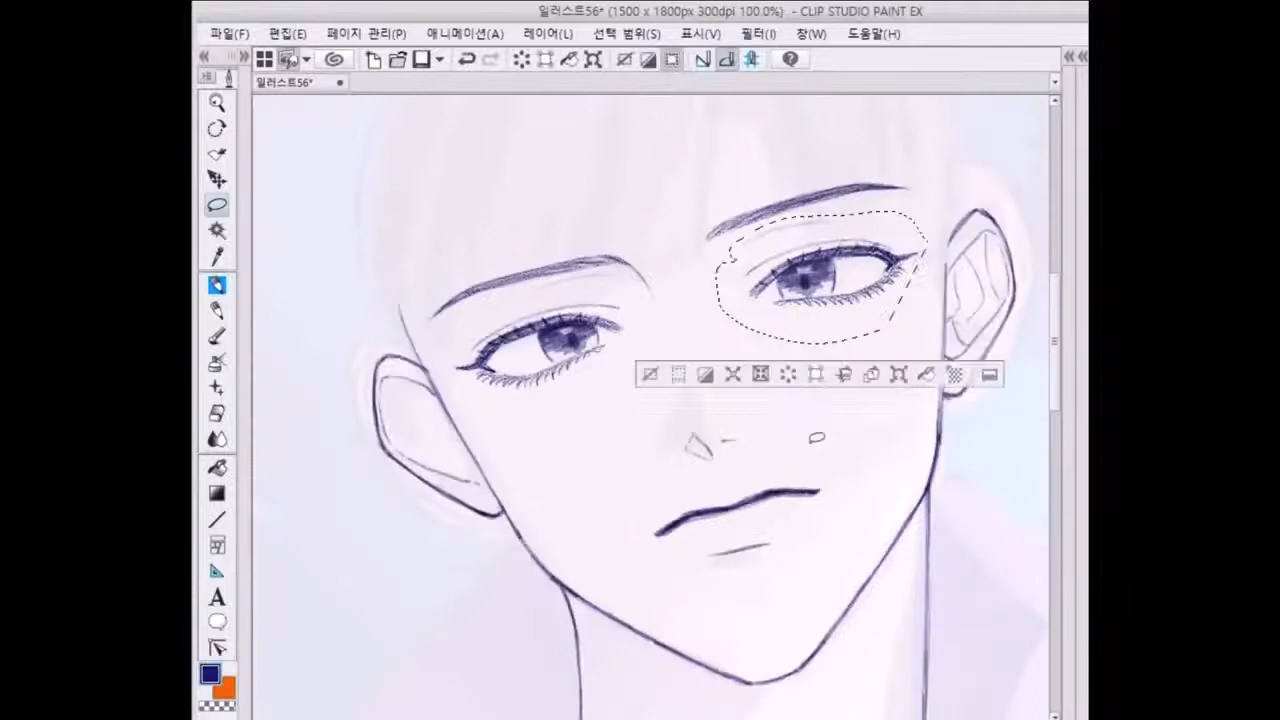 일러스트56* (1500 x 1800px 300dpi 100.0%) - CLIP STUDIO PAINT EX
파일(F) 편집(E) 페이지 관리(P) 애니메이션(A) 레이어(L) 선택 범위(S) 표시(V) 필터(I) 창(W) 도움말(H)
일러스트56*